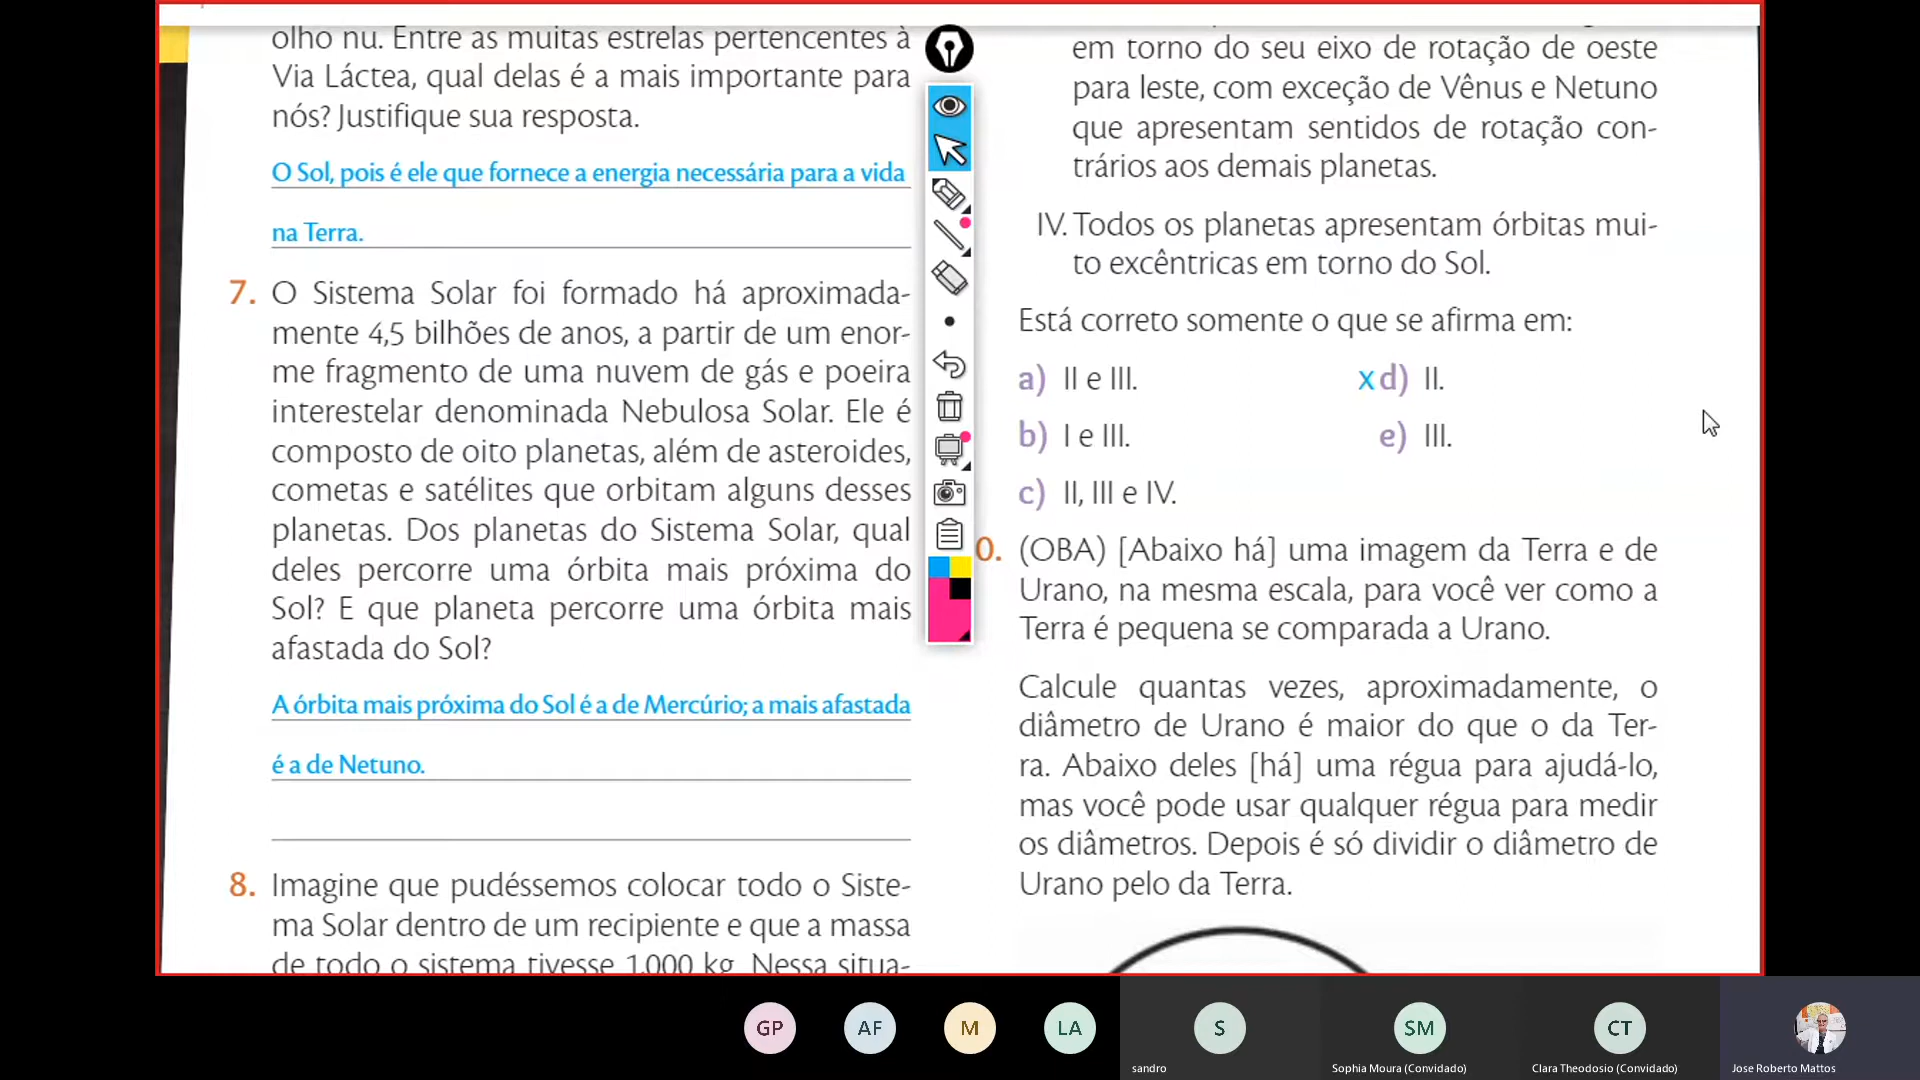 olho nu. Entre as muitas estrelas pertencentes à
Via Láctea, qual delas é a mais importante para
nós? Justifique sua resposta.
O Sol, pois é ele que fornece a energia necessária para a vida
na Terra.
7. O Sistema Solar foi formado há aproximada-
mente 4,5 bilhões de anos, a partir de um enor-
me fragmento de uma nuvem de gás e poeira
interestelar denominada Nebulosa Solar. Ele é
composto de oito planetas, além de asteroides,
cometas e satélites que orbitam alguns desses
planetas. Dos planetas do Sistema Solar, qual
deles percorre uma órbita mais próxima do
Sol? E que planeta percorre uma órbita mais
afastada do Sol?
A órbita mais próxima do Sol é a de Mercúrio; a mais afastada
é a de Netuno.
8. Imagine que pudéssemos colocar todo o Siste-
ma Solar dentro de um recipiente e que a massa
de todo o sistema tivesse 1.000 kg. Nessa situa-
em torno do seu eixo de rotação de oeste
para leste, com exceção de Vênus e Netuno
que apresentam sentidos de rotação con-
trários aos demais planetas.
IV. Todos os planetas apresentam órbitas mui-
to excêntricas em torno do Sol.
Está correto somente o que se afirma em:
a) II e III.
b) I e III.
c) II, III e IV.
x d) II.
e) III.
0. (OBA) [Abaixo há] uma imagem da Terra e de
Urano, na mesma escala, para você ver como a
Terra é pequena se comparada a Urano.
Calcule quantas vezes, aproximadamente, o
diâmetro de Urano é maior do que o da Ter-
ra. Abaixo deles [há] uma régua para ajudá-lo,
mas você pode usar qualquer régua para medir
os diâmetros. Depois é só dividir o diâmetro de
Urano pelo da Terra.
GP
AF
M
LA
S
sandro
SM
Sophia Moura (Convidado)
CT
Clara Theodosio (Convidado)
Jose Roberto Mattos